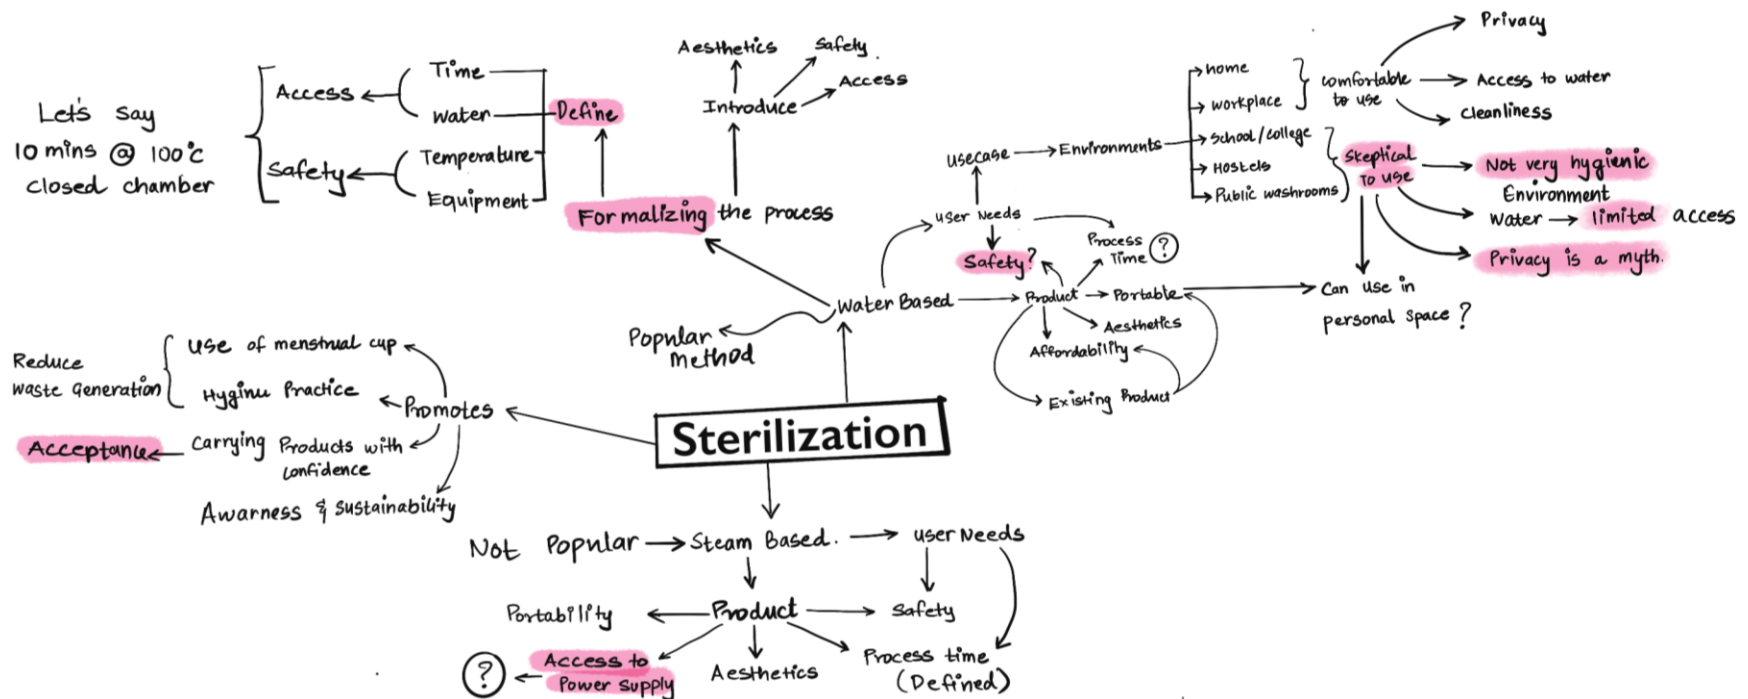 Let's say
10 mins @ 100°c
closed chamber
Access
Safety
Time
Water
Temperature
Equipment
Define
Formalizing the process
Introduce
Aesthetics
Safety.
Access
Water Based
Popular
Method
User Needs
Usecase
Environments
home
workplace
School/college
Hostels
Public washrooms
comfortable
to use
Privacy
Access to water
Cleanliness
Skeptical
To use
Not very hygienic
Environment
Water
limited access
Privacy is a myth.
Can use in
personal space?
Safety?
Process
Time ?
Product
Portable
Aesthetics
Affordability
Existing Product
Sterilization
Promotes
Use of menstrual cup
Hyginu Practice
Reduce
Waste Generation
Carrying Products with
confidence
Acceptance
Awarness & Sustainability
Not Popular
Steam Based.
User Needs
Product
Portability
Safety
Access to
Power Supply
?
Aesthetics
Process time
(Defined)